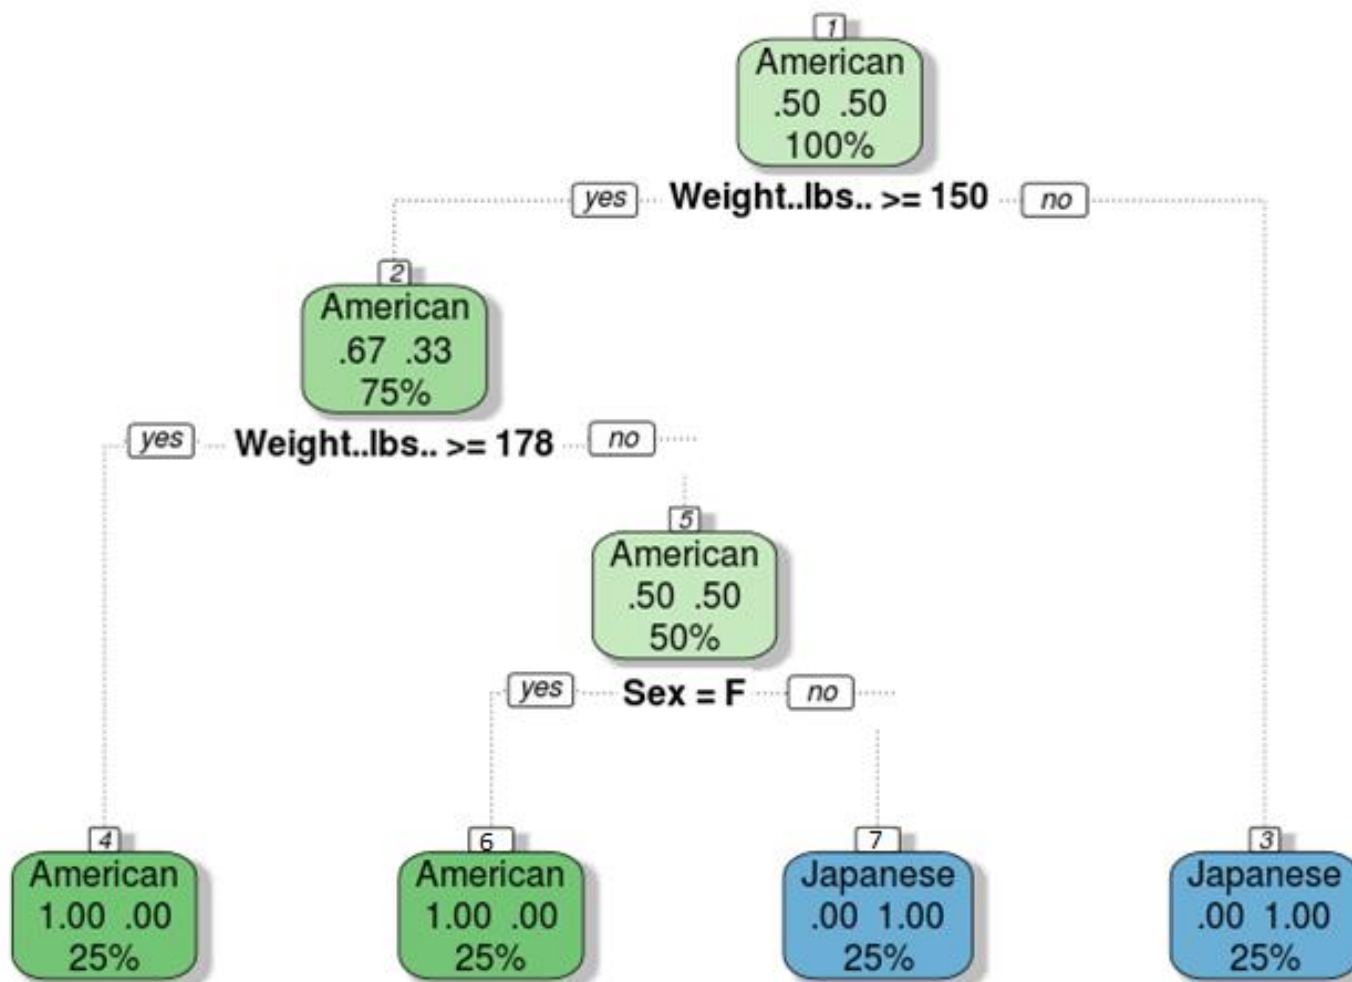 1
American
.50 .50
100%
yes Weight..lbs.. >= 150 no
2
American
.67 .33
75%
yes Weight..lbs.. >= 178 no
5
American
.50 .50
50%
yes Sex = F no
4 6 7 3
American American Japanese Japanese
1.00 .00 1.00 .00 .00 1.00 .00 1.00
25% 25% 25% 25%